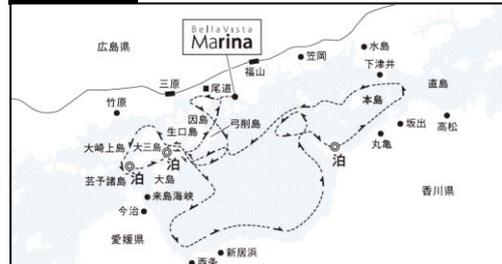 Bella Vista
Marina
広島県
水島
笠岡
下津井
福山
三原
尾道
直島
本島
竹原
因島
弓削島
坂出
高松
生口島
大崎上島
大三島
丸亀
泊
泊
泊
芸予諸島
大島
来島海峡
香川県
今治
愛媛県
新居浜
西条